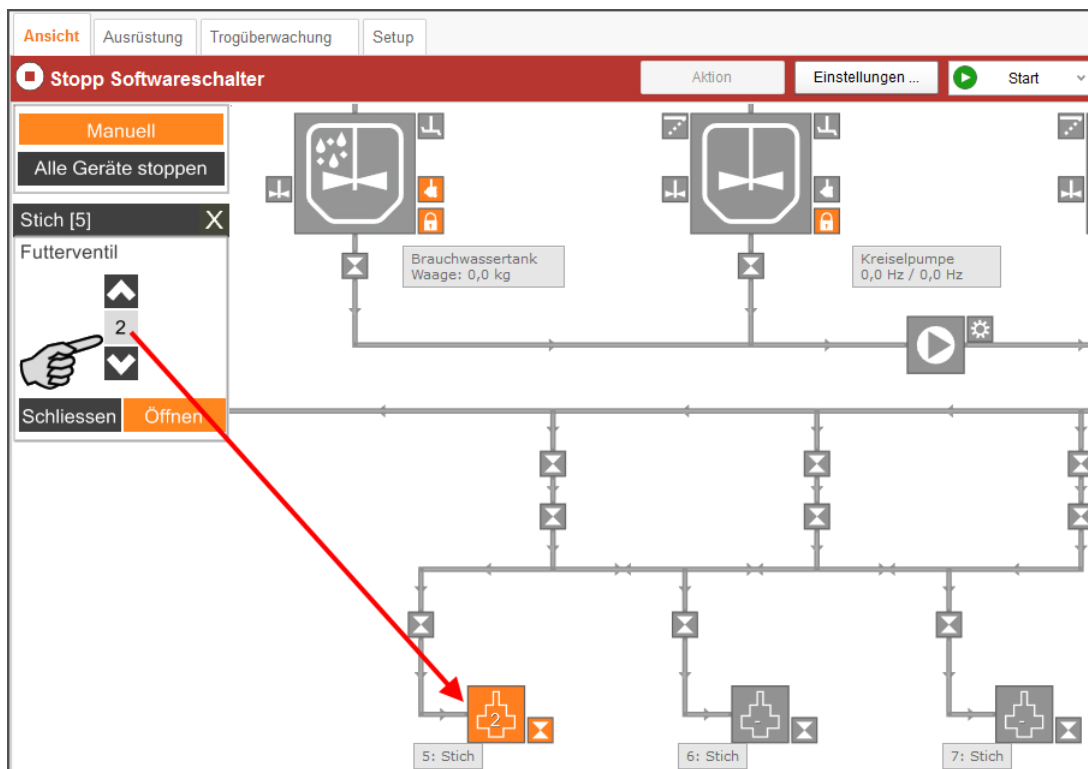 Ansicht
Ausrüstung
Trogüberwachung
Setup
Stopp Softwareschalter
Aktion
Einstellungen ...
Start
Manuell
Alle Geräte stoppen
Stich [5]
X
Futterventil
2
Schliessen
Öffnen
Brauchwassertank
Waage: 0,0 kg
Kreiselpumpe
0,0 Hz / 0,0 Hz
2
-
-
5: Stich
6: Stich
7: Stich